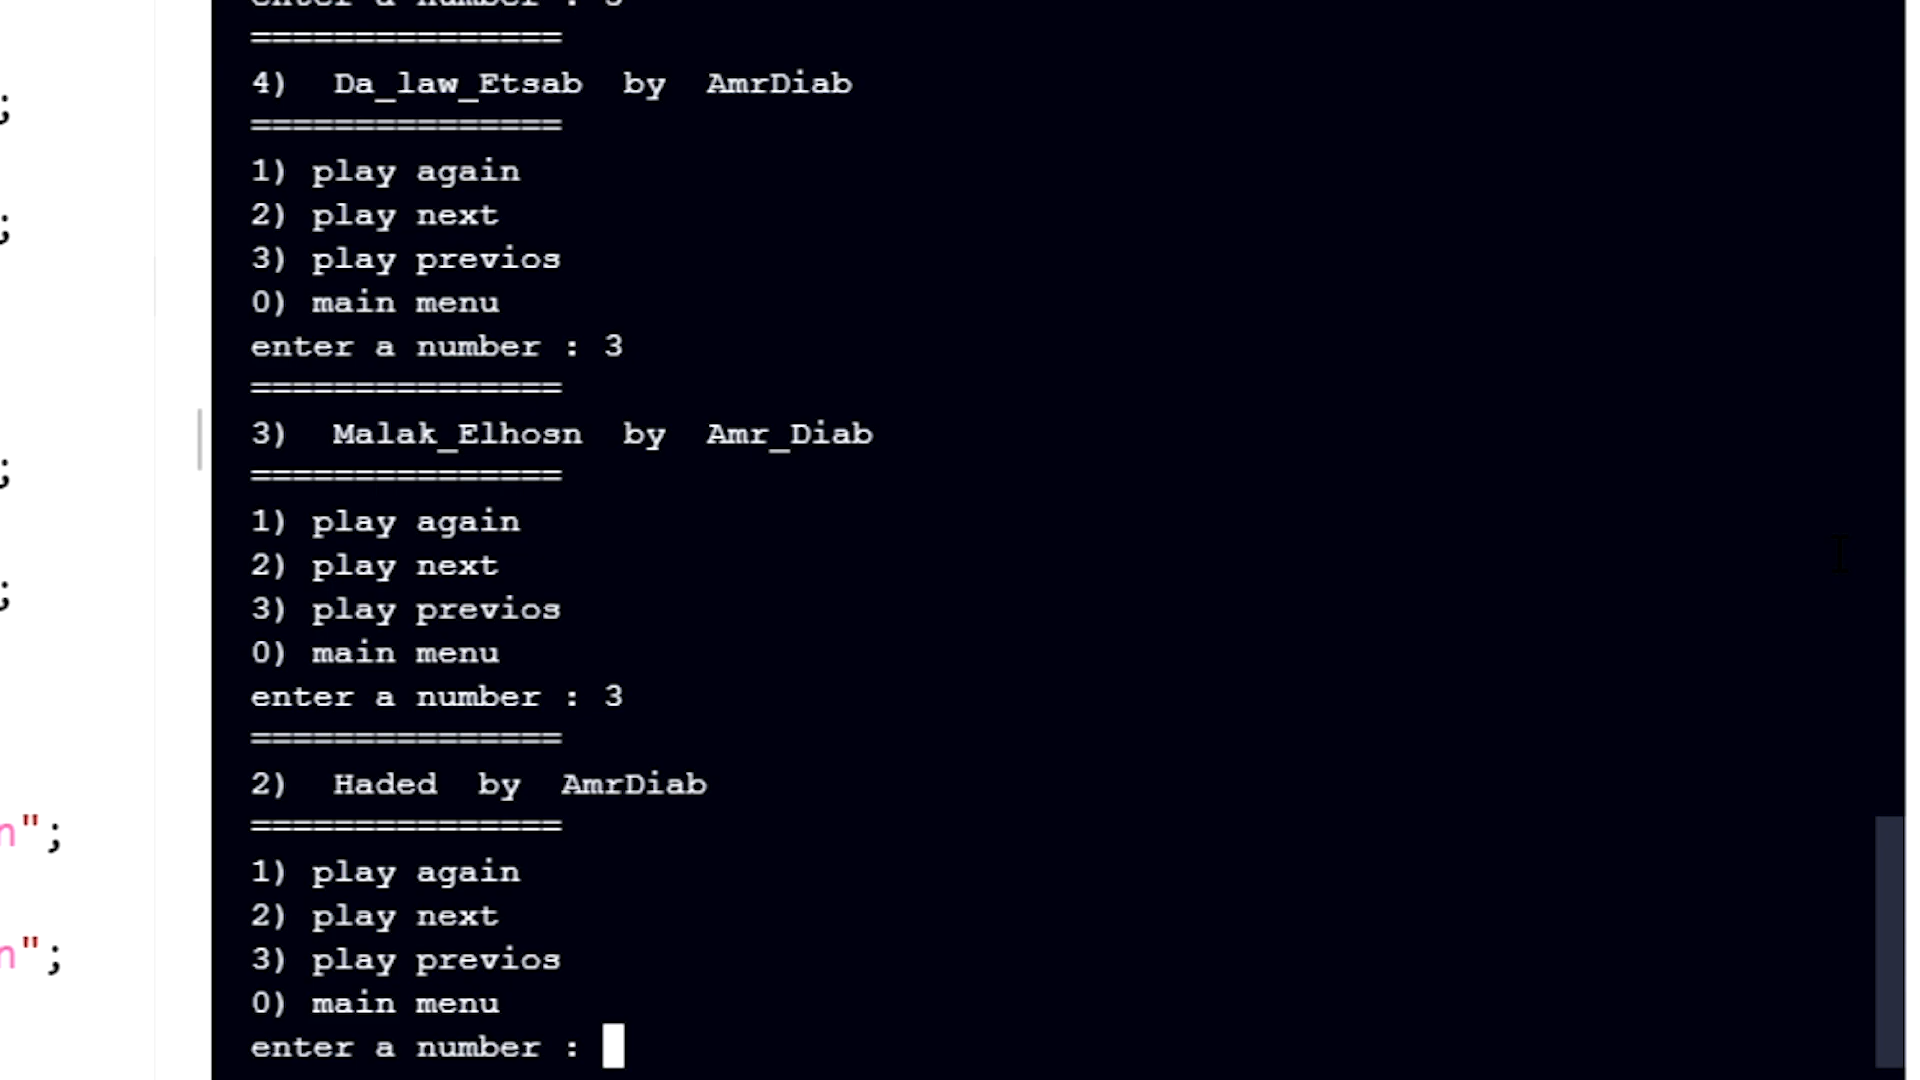 enter a number :
===============
4)  Da_law_Etsab  by  AmrDiab
===============
1) play again
2) play next
3) play previos
0) main menu
enter a number : 3
===============
3)  Malak_Elhosn  by  Amr_Diab
===============
1) play again
2) play next
3) play previos
0) main menu
enter a number : 3
===============
2)  Haded  by  AmrDiab
===============
1) play again
2) play next
3) play previos
0) main menu
enter a number :
;
;
;
;
n";
n";